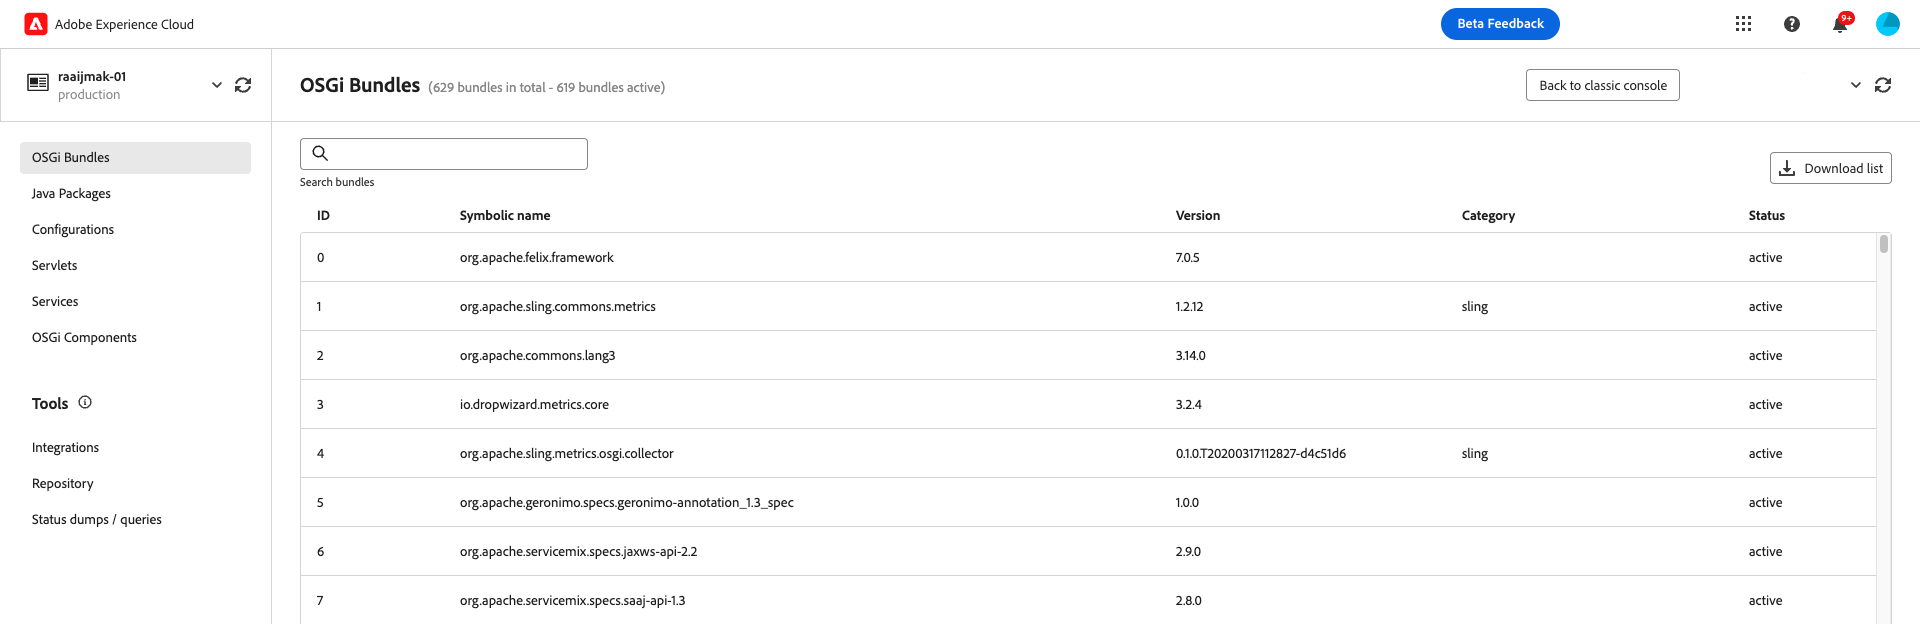 Adobe Experience Cloud
Beta Feedback
9+
raaijmak-01
production
OSGi Bundles (629 bundles in total - 619 bundles active)
Back to classic console
OSGi Bundles
Java Packages
Configurations
Servlets
Services
OSGi Components
Tools
Integrations
Repository
Status dumps / queries
Search bundles
Download list
ID Symbolic name Version Category Status
0 org.apache.felix.framework 7.0.5 active
1 org.apache.sling.commons.metrics 1.2.12 sling active
2 org.apache.commons.lang3 3.14.0 active
3 io.dropwizard.metrics.core 3.2.4 active
4 org.apache.sling.metrics.osgi.collector 0.1.0.T20200317112827-d4c51d6 sling active
5 org.apache.geronimo.specs.geronimo-annotation_1.3_spec 1.0.0 active
6 org.apache.servicemix.specs.jaxws-api-2.2 2.9.0 active
7 org.apache.servicemix.specs.saaj-api-1.3 2.8.0 active